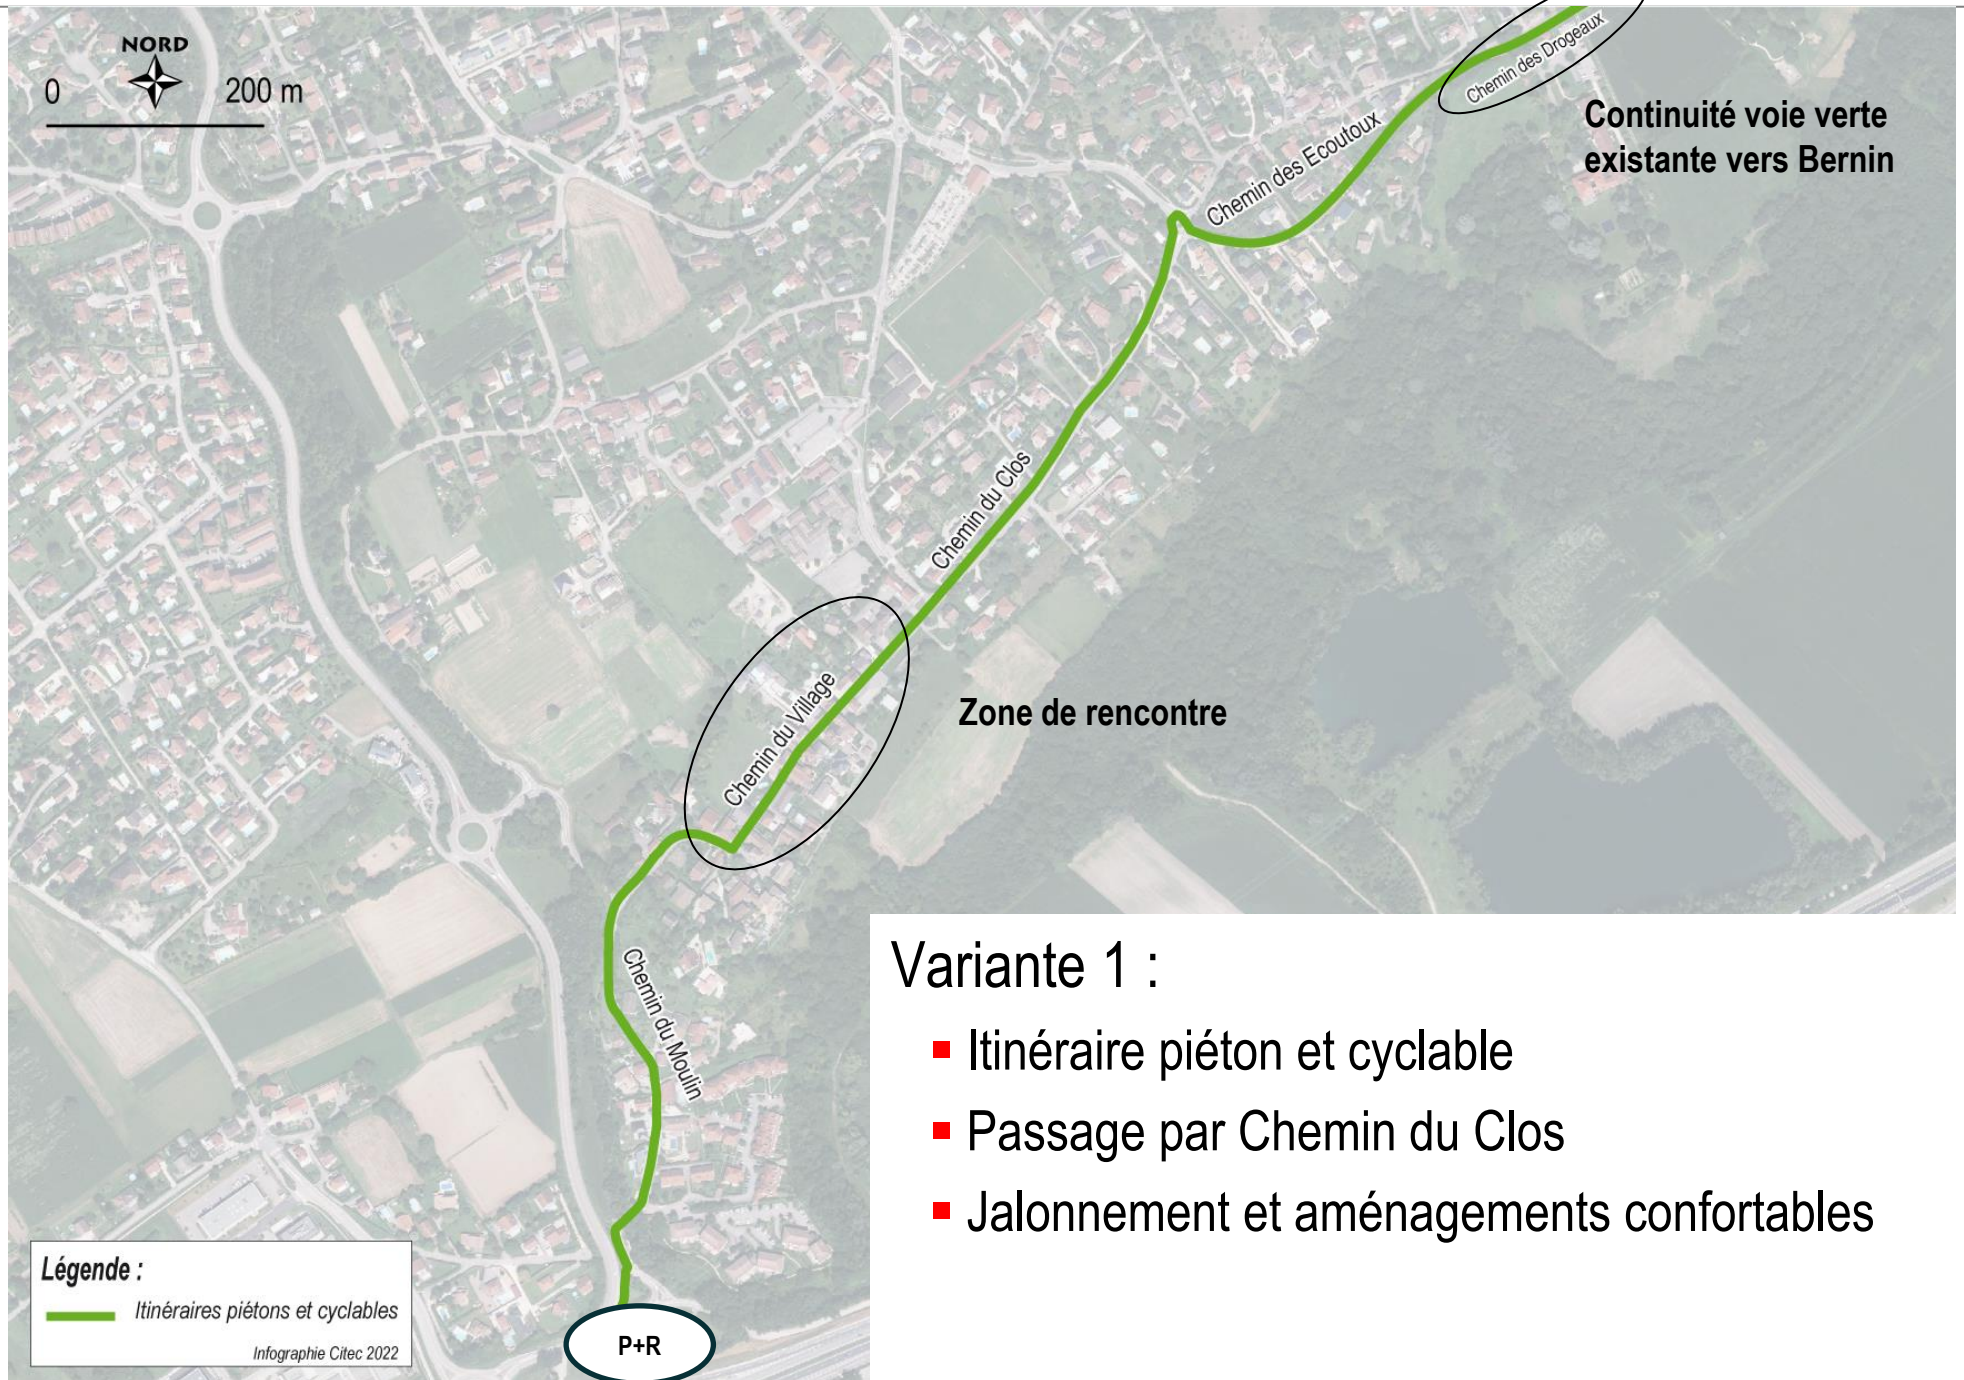 NORD
0 200 m
Chemin des Drogeaux
Continuité voie verte
existante vers Bernin
Chemin des Ecoutoux
Chemin du Clos
Zone de rencontre
Chemin du Village
Chemin du Moulin
Variante 1 :
Itinéraire piéton et cyclable
Passage par Chemin du Clos
Jalonnement et aménagements confortables
Légende :
Itinéraires piétons et cyclables
Infographie Citec 2022
P+R